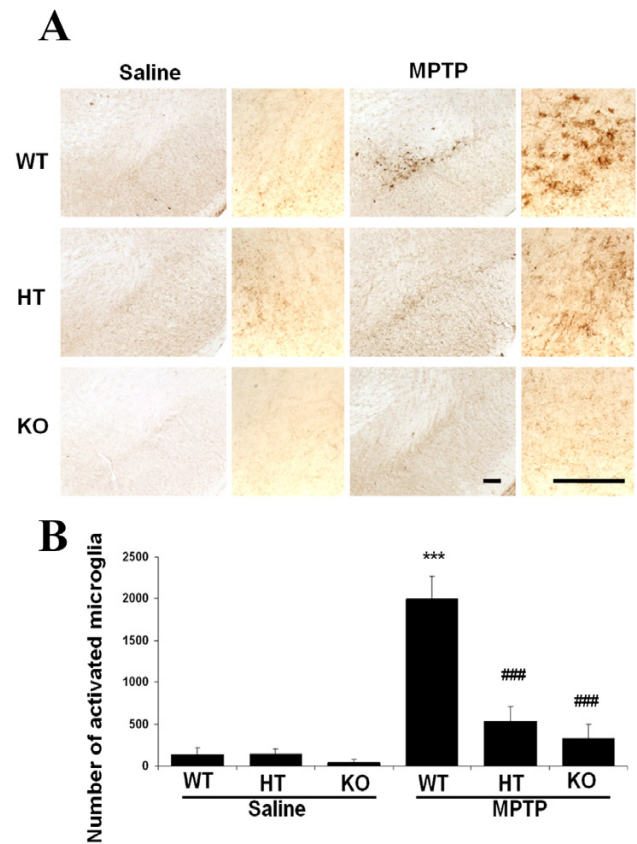 A
Saline MPTP
WT
HT
KO
B
Number of activated microglia
2500
2000
1500
1000
500
0
***
###
###
WT HT KO WT HT KO
Saline MPTP